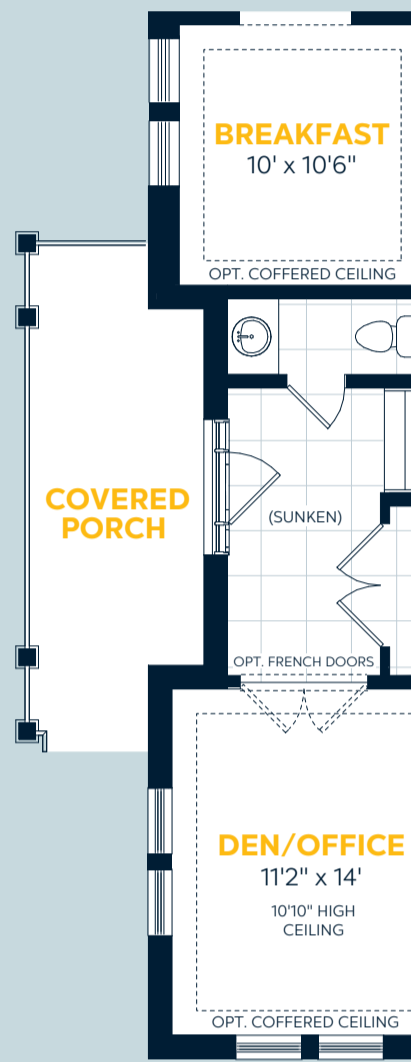 BREAKFAST
10' x 10'6"
OPT. COFFERED CEILING
COVERED
PORCH
(SUNKEN)
OPT. FRENCH DOORS
DEN/OFFICE
11'2" x 14'
10'10" HIGH
CEILING
OPT. COFFERED CEILING